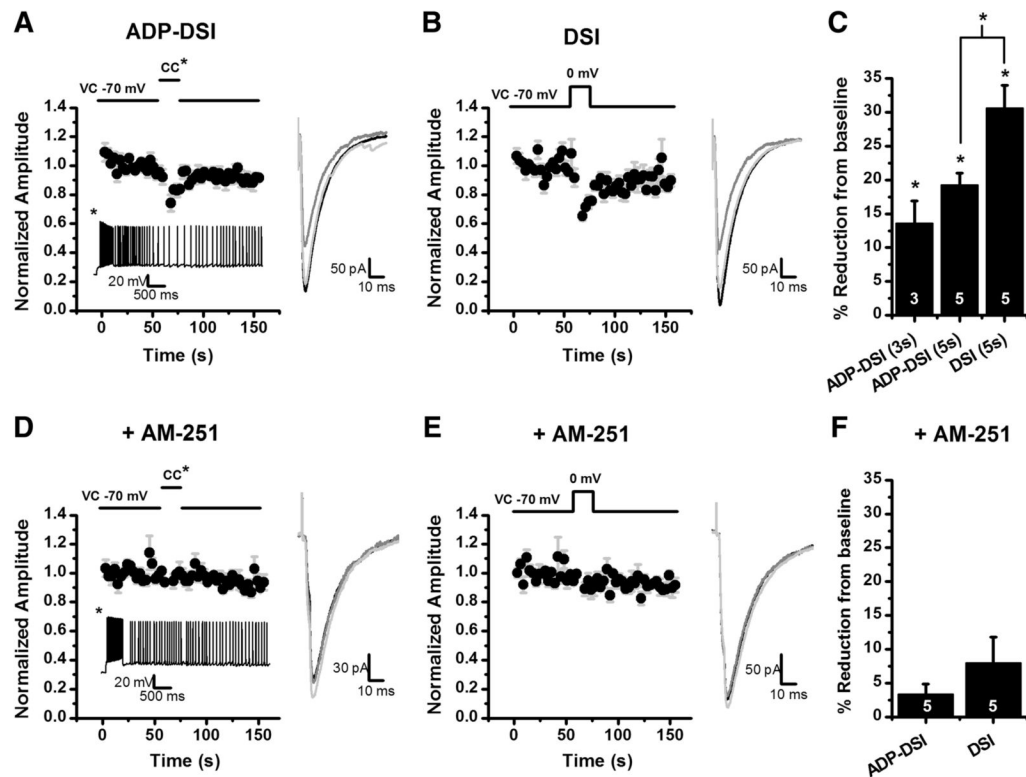 A
ADP-DSI
CC*
VC -70 mV
Normalized Amplitude
1.4
1.2
1.0
0.8
0.6
0.4
0.2
0.0
*
20 mV
500 ms
0
50
100
150
Time (s)
50 pA
10 ms
B
DSI
0 mV
VC -70 mV
Normalized Amplitude
1.4
1.2
1.0
0.8
0.6
0.4
0.2
0.0
0
50
100
150
Time (s)
50 pA
10 ms
C
*
% Reduction from baseline
35
30
25
20
15
10
5
0
*
*
*
3
5
5
ADP-DSI (3s)
ADP-DSI (5s)
DSI (5s)
D
+ AM-251
CC*
VC -70 mV
Normalized Amplitude
1.4
1.2
1.0
0.8
0.6
0.4
0.2
0.0
*
20 mV
500 ms
0
50
100
150
Time (s)
30 pA
10 ms
E
+ AM-251
0 mV
VC -70 mV
Normalized Amplitude
1.4
1.2
1.0
0.8
0.6
0.4
0.2
0.0
0
50
100
150
Time (s)
50 pA
10 ms
F
+ AM-251
% Reduction from baseline
35
30
25
20
15
10
5
0
5
5
ADP-DSI
DSI